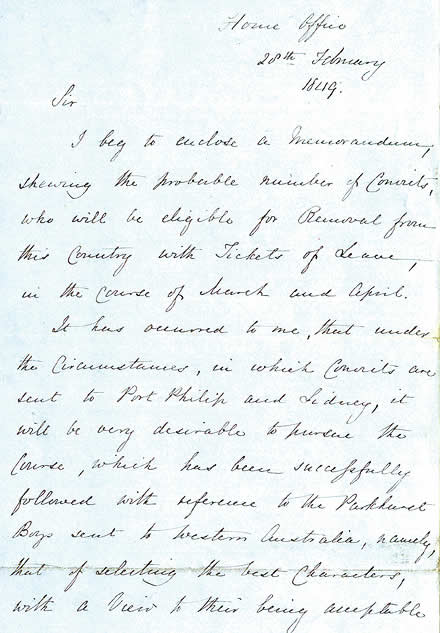 Home Office
28th February
1849.
Sir
I beg to enclose a Memorandum,
shewing the probable number of Convicts,
who will be eligible for Removal from
this Country with Tickets of Leave,
in the course of March and April.
It has occurred to me, that under
the Circumstances, in which Convicts are
sent to Port Philip and Sidney, it
will be very desirable to pursue the
Course, which has been successfully
followed with reference to the Parkhurst
Boys sent to Western Australia, namely,
that of selecting the best Characters,
with a View to their being acceptable